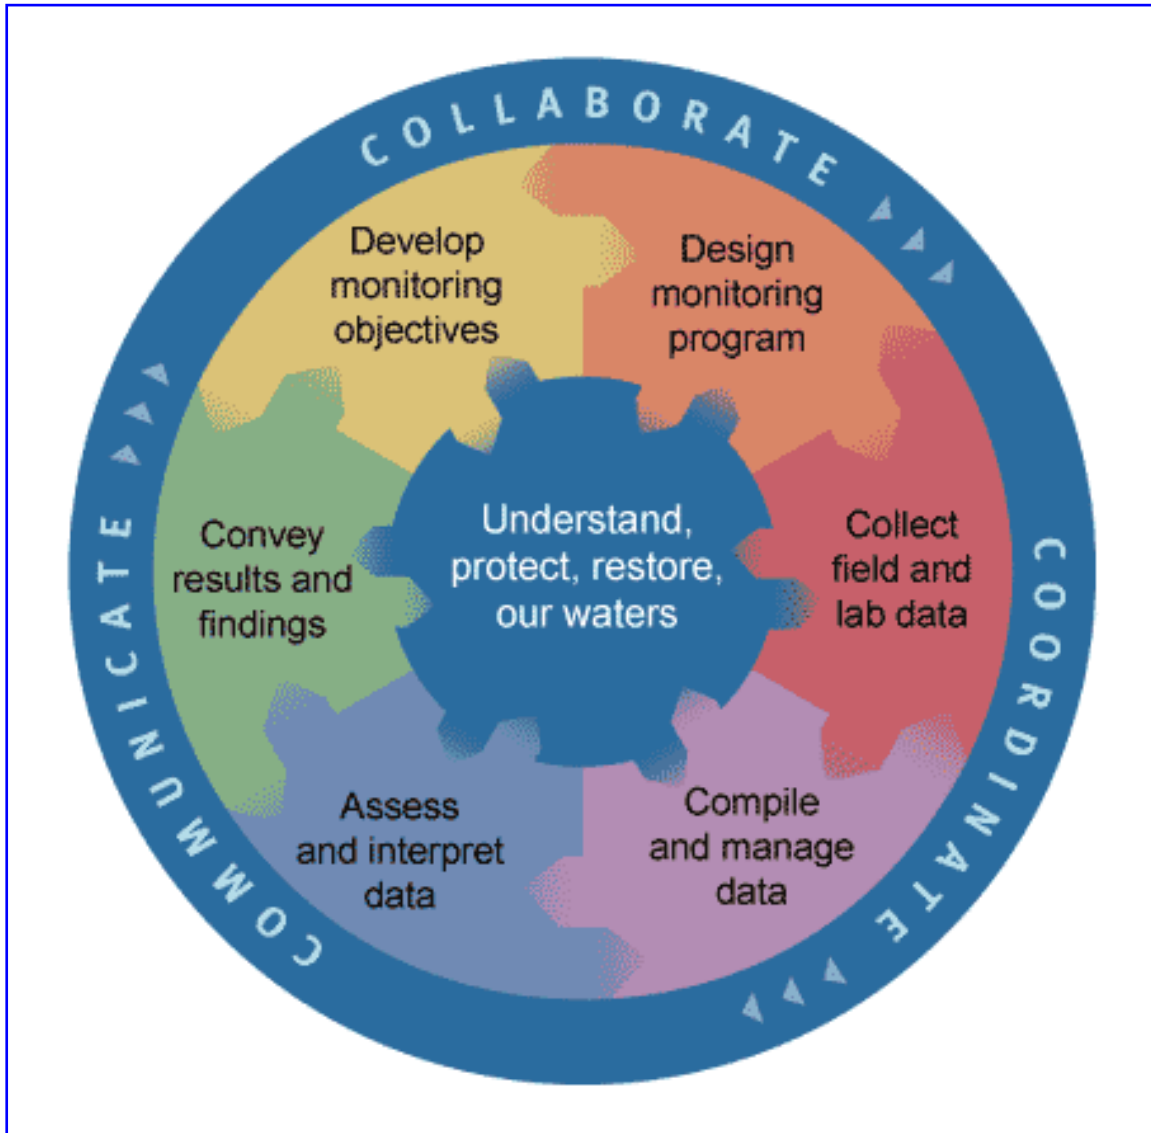 COLLABORATE
COORDINATE
COMMUNICATE
Develop
monitoring
objectives
Design
monitoring
program
Collect
field and
lab data
Compile
and manage
data
Assess
and interpret
data
Convey
results and
findings
Understand,
protect, restore,
our waters